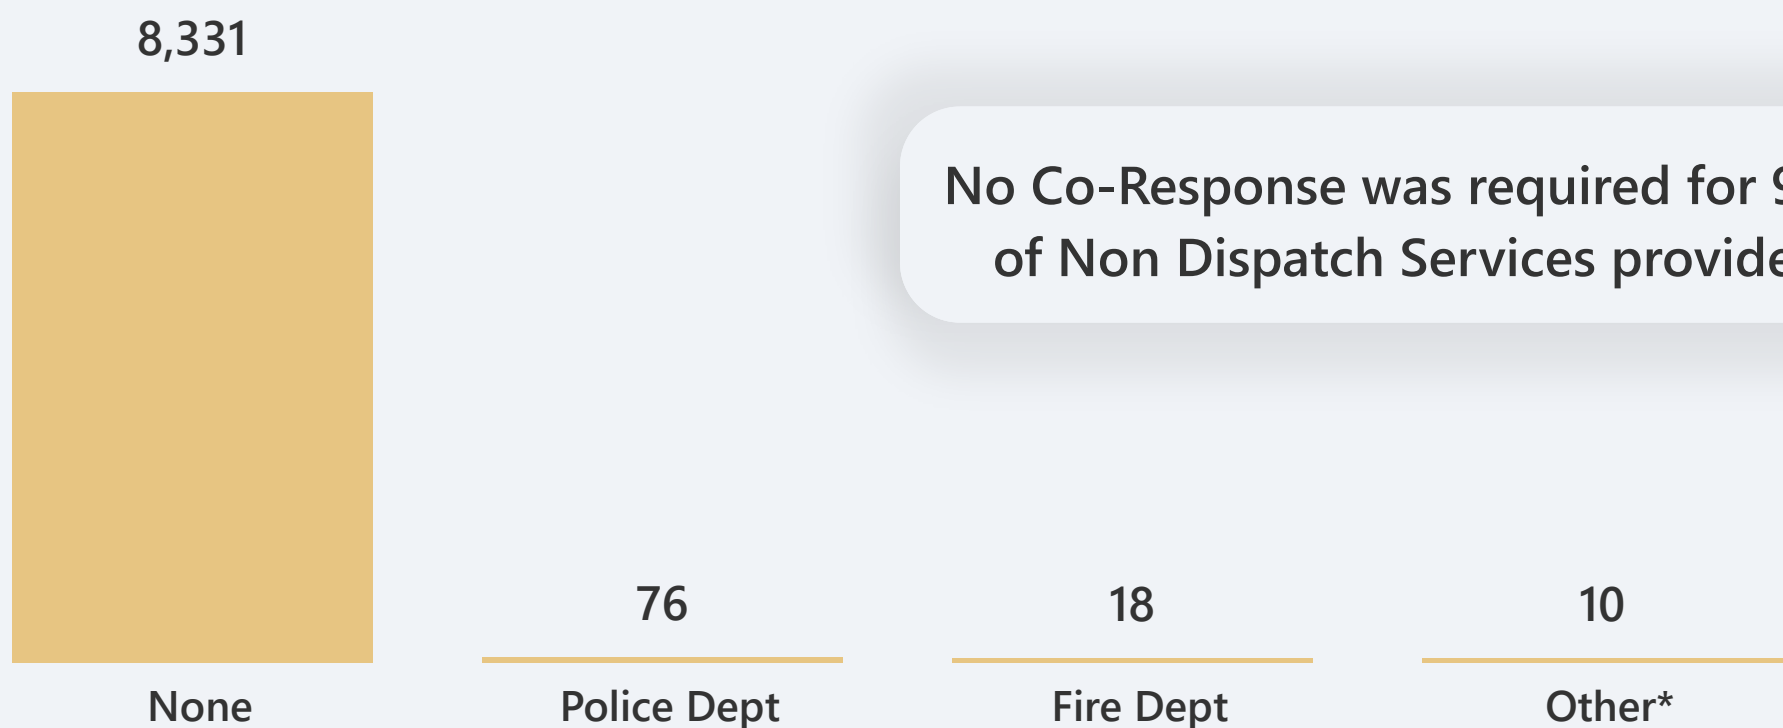 8,331
No Co-Response was required for
of Non Dispatch Services
76
18
10
None
Police Dept
Fire Dept
Other*